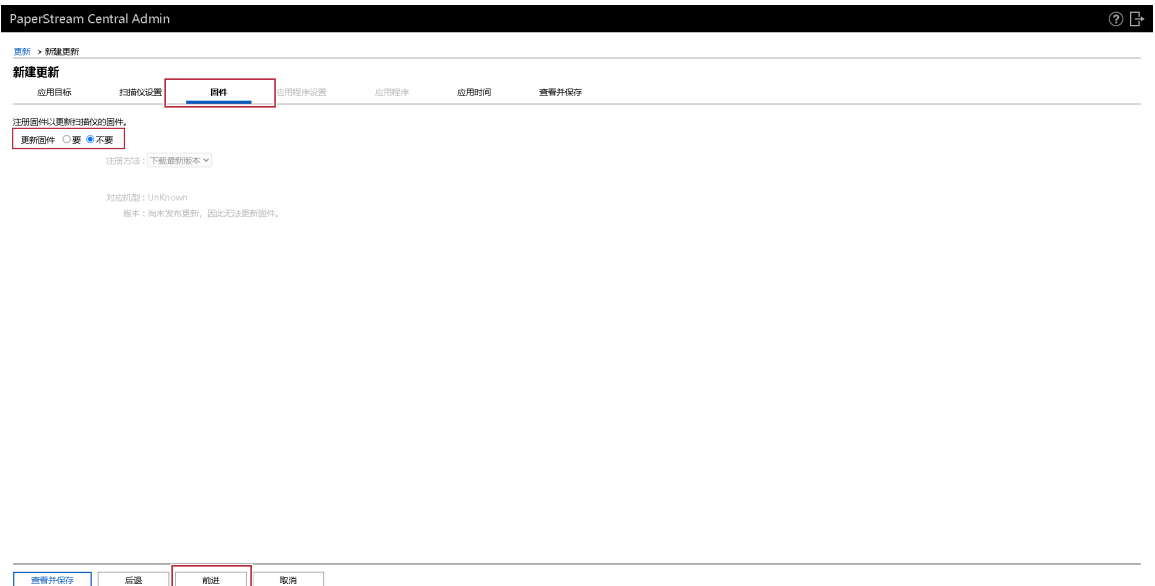 PaperStream Central Admin
更新 > 新建更新
新建更新
应用目标 扫描仪设置 固件 应用程序设置 应用程序 应用时间 查看并保存
注册固件以更新扫描仪的固件。
更新固件 要 不要
注册方法 : 下载最新版本
对应机型 : UnKnown
版本 : 尚未发布更新，因此无法更新固件。
查看并保存 后退 前进 取消